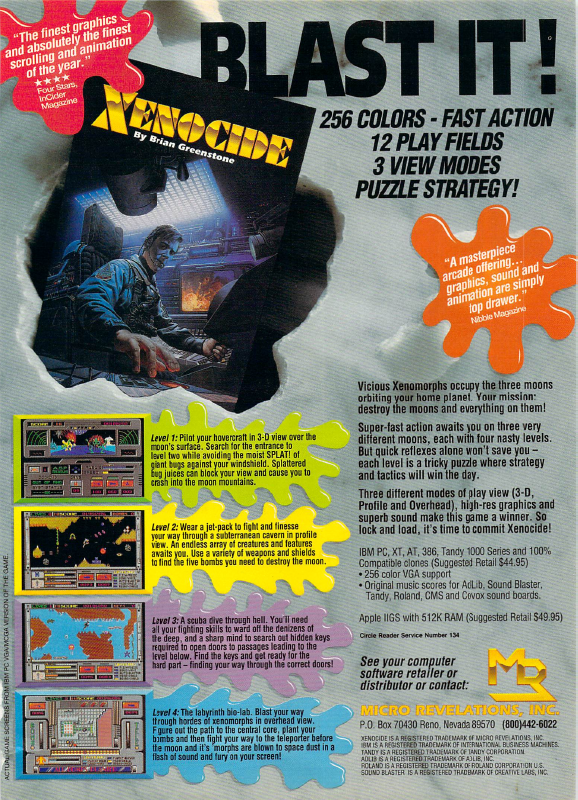 "The finest graphics
and absolutely the finest
scrolling and animation
of the year."
★★★★
Four Stars,
InCider
Magazine
BLAST IT!
256 COLORS - FAST ACTION
12 PLAY FIELDS
3 VIEW MODES
PUZZLE STRATEGY!
XENOCIDE
By Brian Greenstone
"A masterpiece
arcade offering...
graphics, sound and
animation are simply
top drawer."
Nibble Magazine
Vicious Xenomorphs occupy the three moons
orbiting your home planet. Your mission:
destroy the moons and everything on them!
Super-fast action awaits you on three very
different moons, each with four nasty levels.
But quick reflexes alone won't save you –
each level is a tricky puzzle where strategy
and tactics will win the day.
Three different modes of play view (3-D,
Profile and Overhead), high-res graphics and
superb sound make this game a winner. So
lock and load, it's time to commit Xenocide!
IBM PC, XT, AT, 386, Tandy 1000 Series and 100%
Compatible clones (Suggested Retail $44.95)
• 256 color VGA support
• Original music scores for AdLib, Sound Blaster,
Tandy, Roland, CMS and Covox sound boards.
Apple IIGS with 512K RAM (Suggested Retail $49.95)
Circle Reader Service Number 134
Level 1: Pilot your hovercraft in 3-D view over the
moon's surface. Search for the entrance to
level two while avoiding the moist SPLAT! of
giant bugs against your windshield. Splattered
bug juices can block your view and cause you to
crash into the moon mountains.
Level 2: Wear a jet-pack to fight and finesse
your way through a subterranean cavern in profile
view. An endless array of creatures and features
awaits you. Use a variety of weapons and shields
to find the five bombs you need to destroy the moon.
Level 3: A scuba dive through hell. You'll need
all your fighting skills to ward off the denizens of
the deep, and a sharp mind to search out hidden keys
required to open doors to passages leading to the
level below. Find the keys and get ready for the
hard part – finding your way through the correct doors!
Level 4: The labyrinth bio-lab. Blast your way
through hordes of xenomorphs in overhead view.
Figure out the path to the central core, plant your
bombs and then fight your way to the teleporter before
the moon and it's morphs are blown to space dust in a
flash of sound and fury on your screen!
See your computer
software retailer or
distributor or contact:
MR
MICRO REVELATIONS, INC.
P.O. Box 70430 Reno, Nevada 89570 (800)442-6022
XENOCIDE IS A REGISTERED TRADEMARK OF MICRO REVELATIONS, INC.
IBM IS A REGISTERED TRADEMARK OF INTERNATIONAL BUSINESS MACHINES.
TANDY IS A REGISTERED TRADEMARK OF TANDY CORPORATION
ADLIB IS A REGISTERED TRADEMARK OF ADLIB, INC.
ROLAND IS A REGISTERED TRADEMARK OF ROLAND CORPORATION U.S.
SOUND BLASTER IS A REGISTERED TRADEMARK OF CREATIVE LABS, INC.
ACTUAL GAME SCREENS FROM IBM PC VGA/MCGA VERSION OF THE GAME.